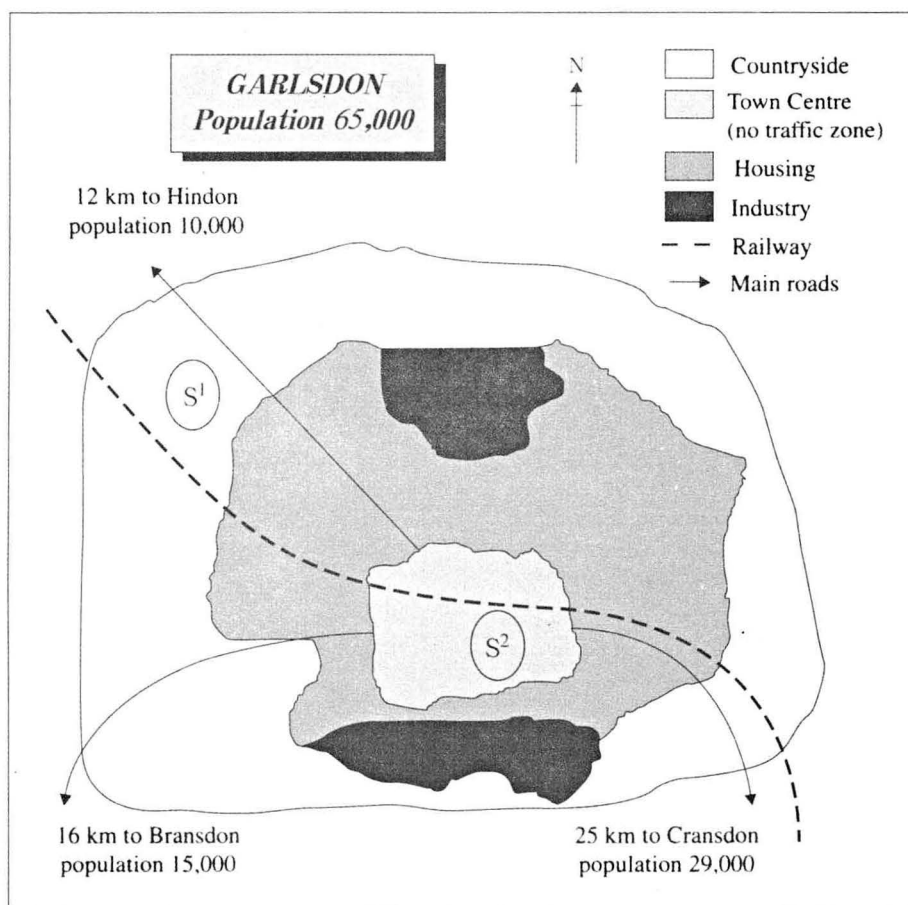 GARLSDON
Population 65,000
N
Countryside
Town Centre
(no traffic zone)
Housing
Industry
Railway
Main roads
12 km to Hindon
population 10,000
S¹
S²
16 km to Bransdon
population 15,000
25 km to Cransdon
population 29,000